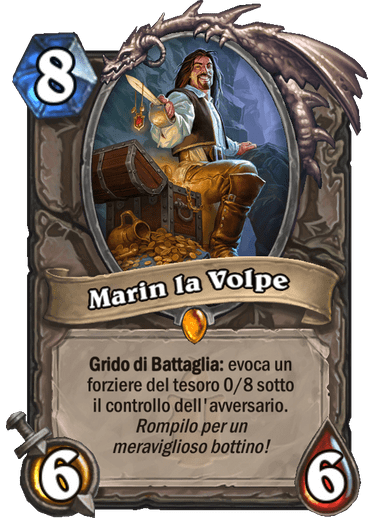 8
Marin la Volpe
Grido di Battaglia: evoca un
forziere del tesoro 0/8 sotto
il controllo dell'avversario.
Rompilo per un
meraviglioso bottino!
6
6